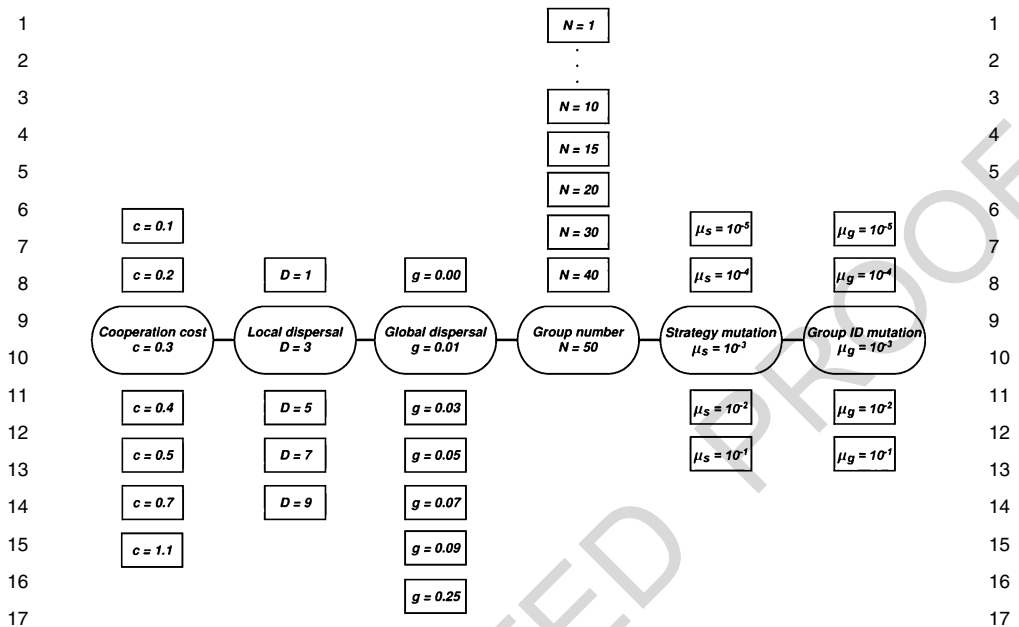 1 1
N = 1
2 2
.
.
.
3 3
N = 10
4 4
N = 15
5 5
N = 20
6 6
c = 0.1 N = 30 μs = 10-5 μg = 10-5
7 7
8 8
c = 0.2 D = 1 g = 0.00 N = 40 μs = 10-4 μg = 10-4
9 9
Cooperation cost Local dispersal Global dispersal Group number Strategy mutation Group ID mutation
c = 0.3 D = 3 g = 0.01 N = 50 μs = 10-3 μg = 10-3
10 10
11 11
c = 0.4 D = 5 g = 0.03 μs = 10-2 μg = 10-2
12 12
c = 0.5 D = 7 g = 0.05 μs = 10-1 μg = 10-1
13 13
c = 0.7 D = 9 g = 0.07
14 14
15 15
c = 1.1 g = 0.09
16 16
g = 0.25
17 17
TED PROOF